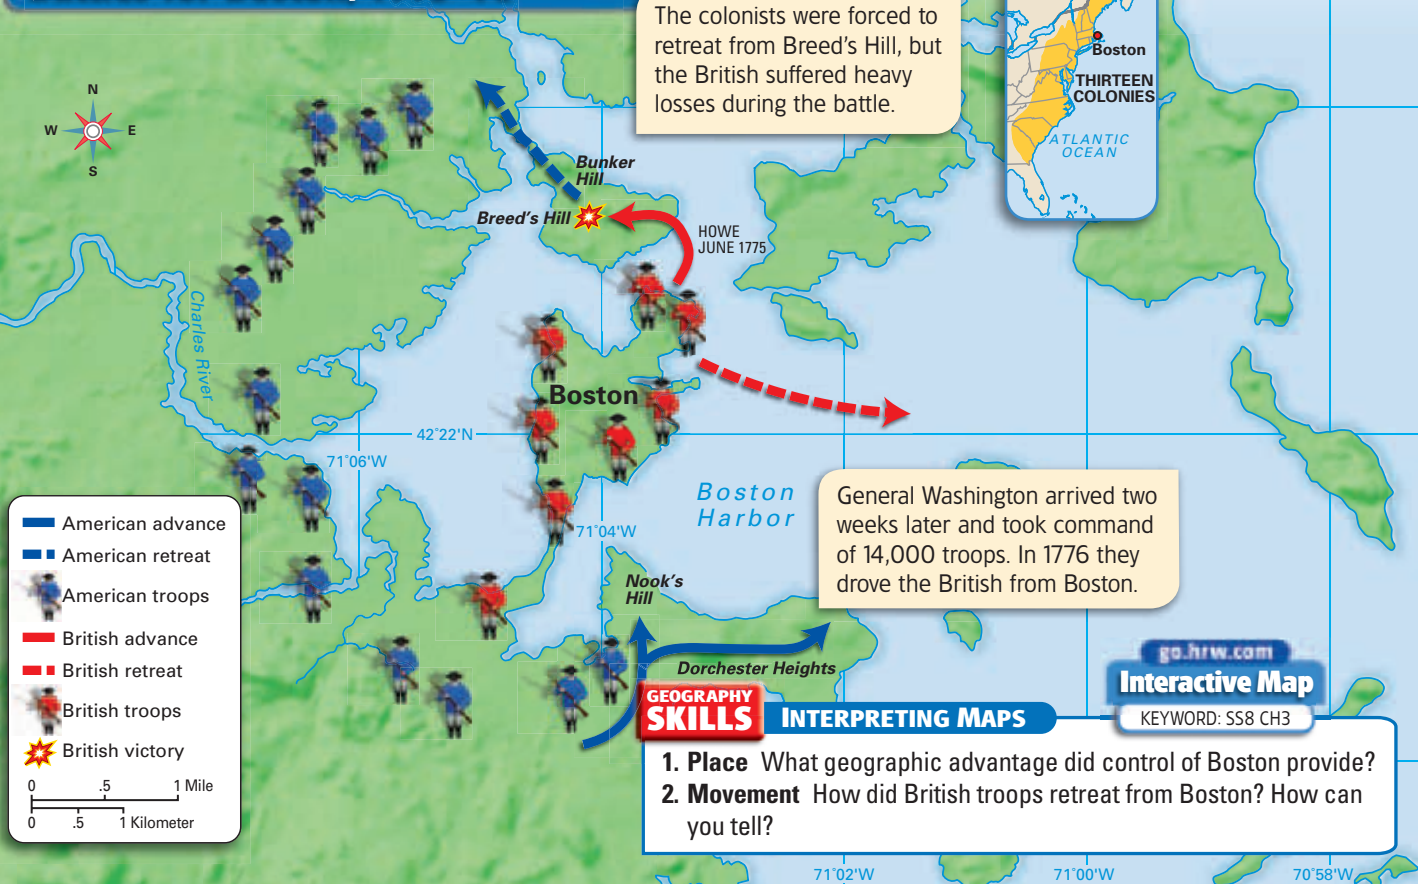 The colonists were forced to
retreat from Breed's Hill, but
the British suffered heavy
losses during the battle.
Boston
THIRTEEN
COLONIES
ATLANTIC
OCEAN
N
W E
S
Bunker
Hill
Breed's Hill
HOWE
JUNE 1775
Charles River
Boston
42°22'N
71°06'W
71°04'W
Boston
Harbor
General Washington arrived two
weeks later and took command
of 14,000 troops. In 1776 they
drove the British from Boston.
Nook's
Hill
Dorchester Heights
American advance
American retreat
American troops
British advance
British retreat
British troops
British victory
0 .5 1 Mile
0 .5 1 Kilometer
go.hrw.com
Interactive Map
KEYWORD: SS8 CH3
GEOGRAPHY
SKILLS
INTERPRETING MAPS
1. Place What geographic advantage did control of Boston provide?
2. Movement How did British troops retreat from Boston? How can
you tell?
71°02'W
71°00'W
70°58'W